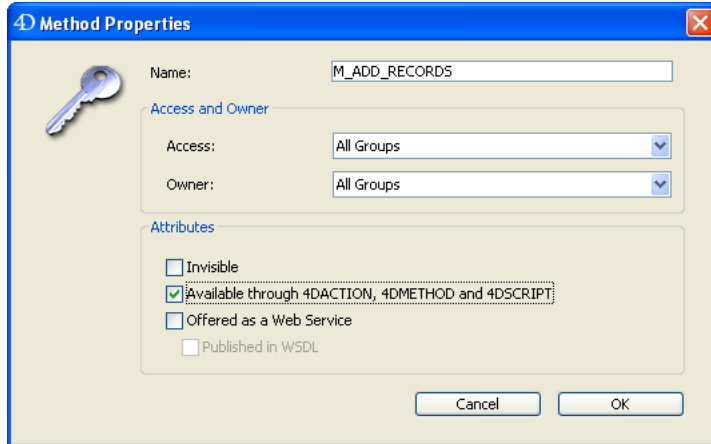 4D Method Properties
Name: M_ADD_RECORDS
Access and Owner
Access: All Groups
Owner: All Groups
Attributes
Invisible
Available through 4DACTION, 4DMETHOD and 4DSCRIPT
Offered as a Web Service
Published in WSDL
Cancel OK